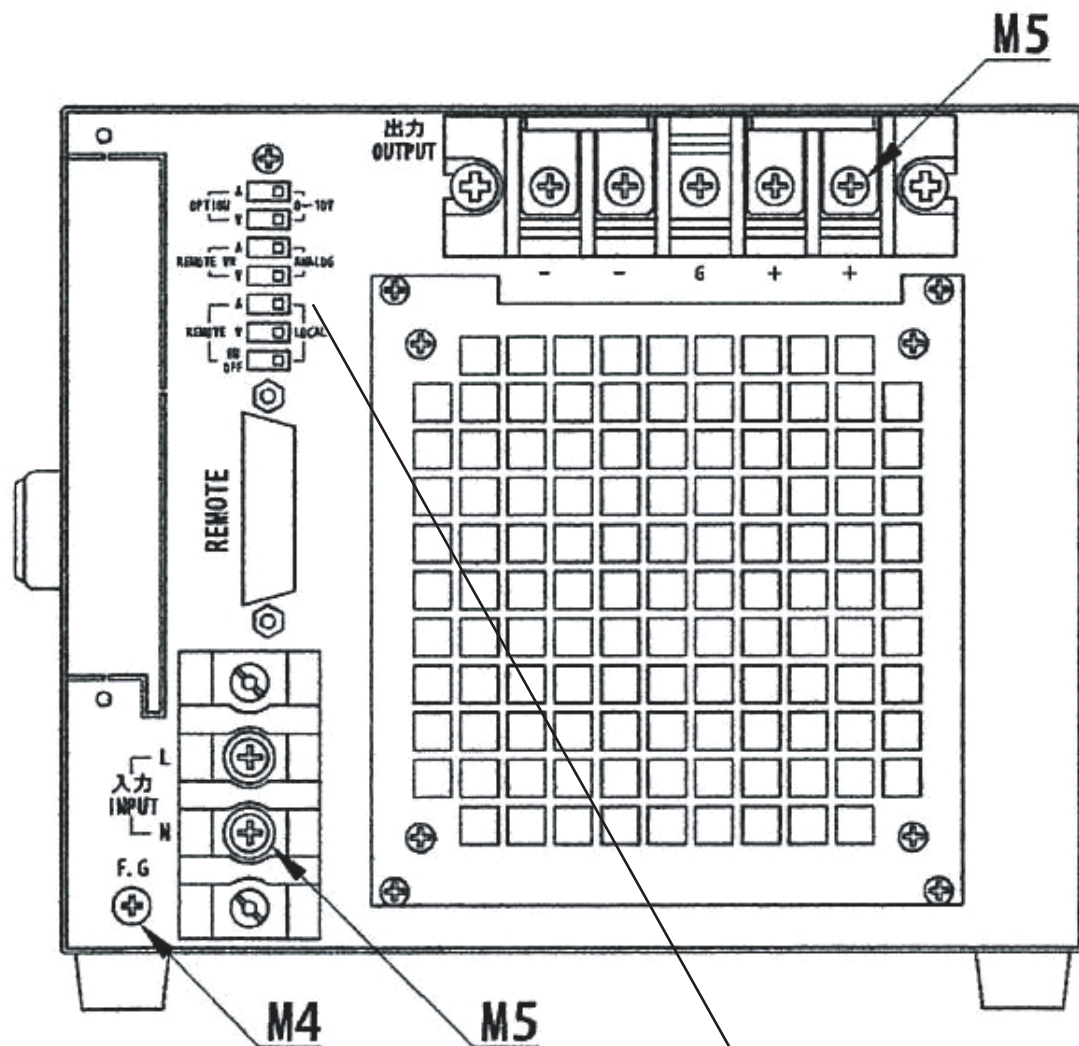 M5
出力
OUTPUT
A
OPTION 0-10V
V
A
REMOTE VR ANALOG
V
A
REMOTE V LOCAL
ON
OFF
- - G + +
REMOTE
L
入力
INPUT
N
F.G
M4
M5